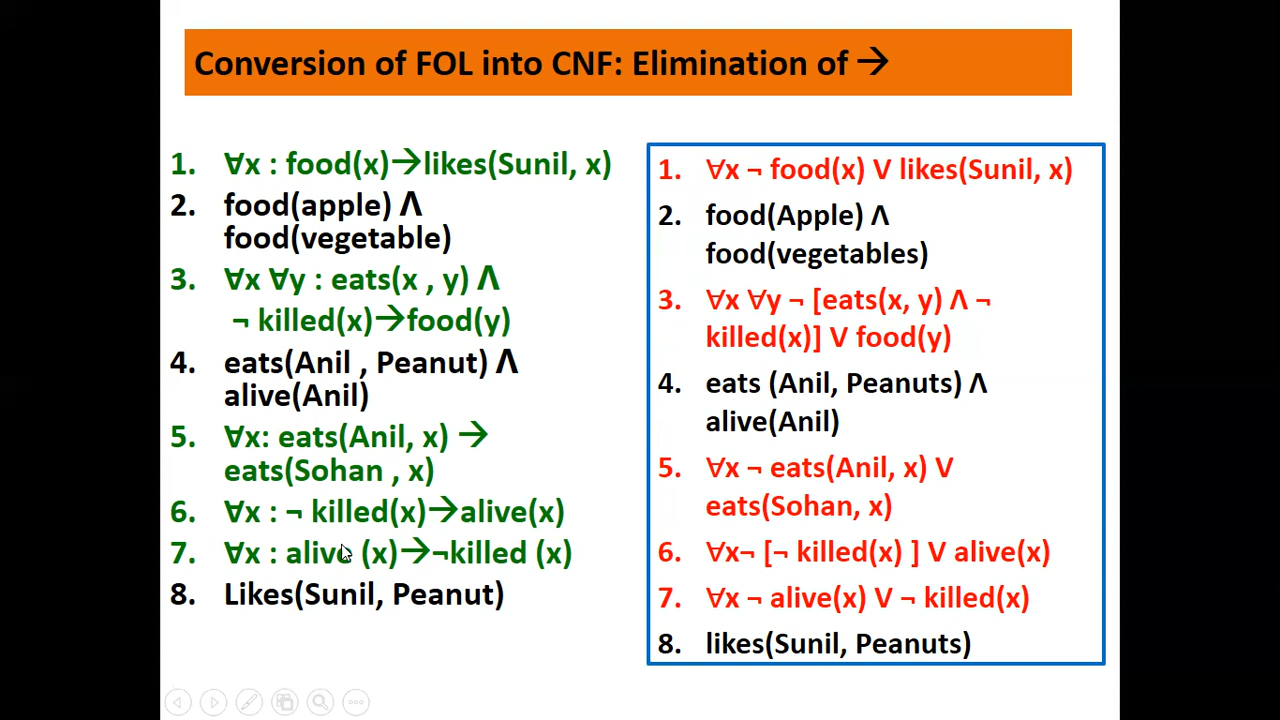 Conversion of FOL into CNF: Elimination of →
1. ∀x : food(x)→likes(Sunil, x)
2. food(apple) Λ
food(vegetable)
3. ∀x ∀y : eats(x , y) Λ
¬ killed(x)→food(y)
4. eats(Anil , Peanut) Λ
alive(Anil)
5. ∀x: eats(Anil, x) →
eats(Sohan , x)
6. ∀x : ¬ killed(x)→alive(x)
7. ∀x : alive (x)→¬killed (x)
8. Likes(Sunil, Peanut)
1. ∀x ¬ food(x) V likes(Sunil, x)
2. food(Apple) Λ
food(vegetables)
3. ∀x ∀y ¬ [eats(x, y) Λ ¬
killed(x)] V food(y)
4. eats (Anil, Peanuts) Λ
alive(Anil)
5. ∀x ¬ eats(Anil, x) V
eats(Sohan, x)
6. ∀x¬ [¬ killed(x) ] V alive(x)
7. ∀x ¬ alive(x) V ¬ killed(x)
8. likes(Sunil, Peanuts)